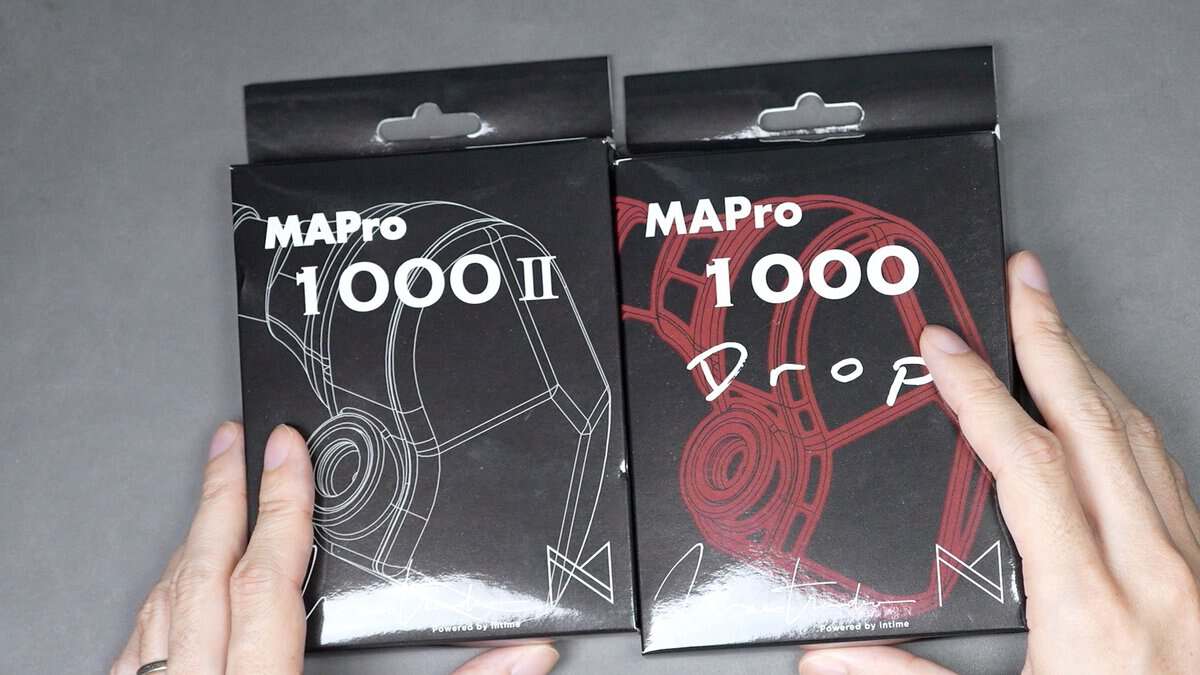 MAPro
1000 II
Powered by Intime
MAPro
1000
Drop
Powered by Intime